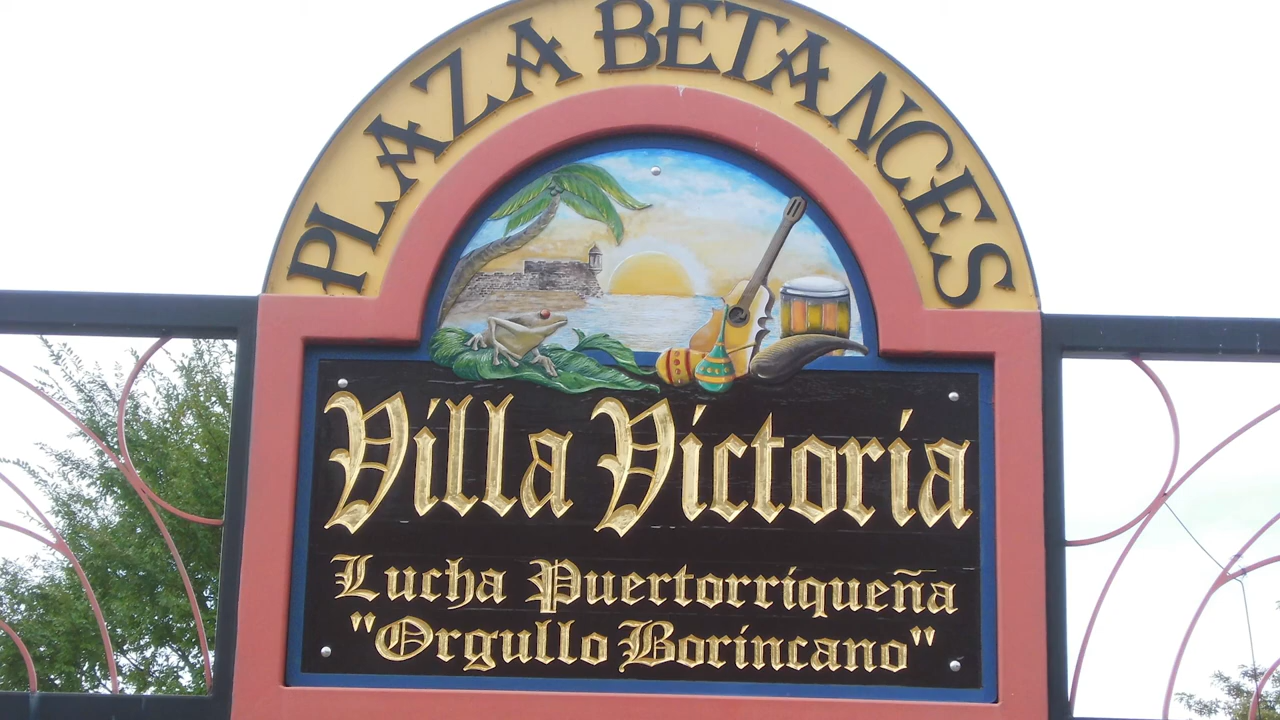 PLAZA BETANCES
Villa Victoria
Lucha Puertorriqueña
"Orgullo Borincano"